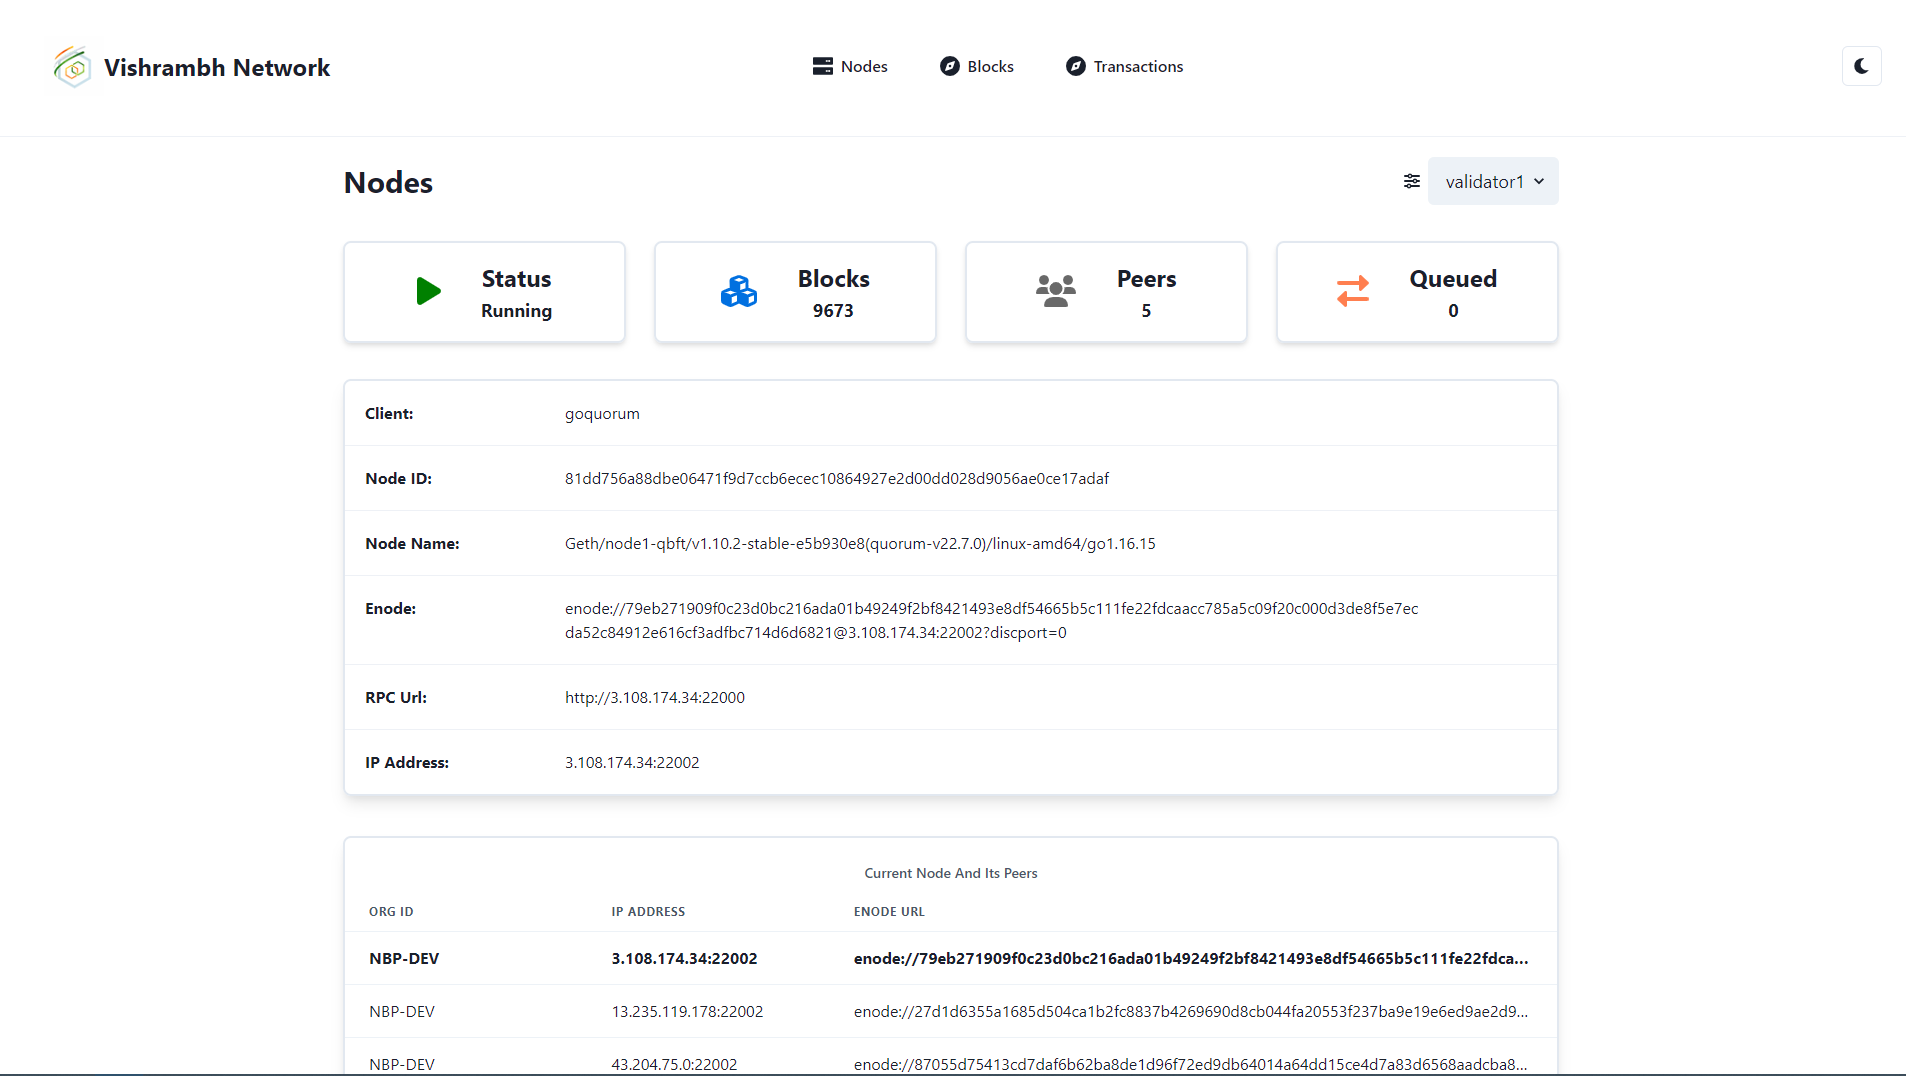 Vishrambh Network
Nodes
Blocks
Transactions
Nodes
validator1
Status
Running
Blocks
9673
Peers
5
Queued
0
Client: goquorum
Node ID: 81dd756a88dbe06471f9d7ccb6ecec10864927e2d00dd028d9056ae0ce17adaf
Node Name: Geth/node1-qbft/v1.10.2-stable-e5b930e8(quorum-v22.7.0)/linux-amd64/go1.16.15
Enode: enode://79eb271909f0c23d0bc216ada01b49249f2bf8421493e8df54665b5c111fe22fdcaacc785a5c09f20c000d3de8f5e7ec
da52c84912e616cf3adfbc714d6d6821@3.108.174.34:22002?discport=0
RPC Url: http://3.108.174.34:22000
IP Address: 3.108.174.34:22002
Current Node And Its Peers
ORG ID IP ADDRESS ENODE URL
NBP-DEV 3.108.174.34:22002 enode://79eb271909f0c23d0bc216ada01b49249f2bf8421493e8df54665b5c111fe22fdca...
NBP-DEV 13.235.119.178:22002 enode://27d1d6355a1685d504ca1b2fc8837b4269690d8cb044fa20553f237ba9e19e6ed9ae2d9...
NBP-DEV 43.204.75.0:22002 enode://87055d75413cd7daf6b62ba8de1d96f72ed9db64014a64dd15ce4d7a83d6568aadcba8...